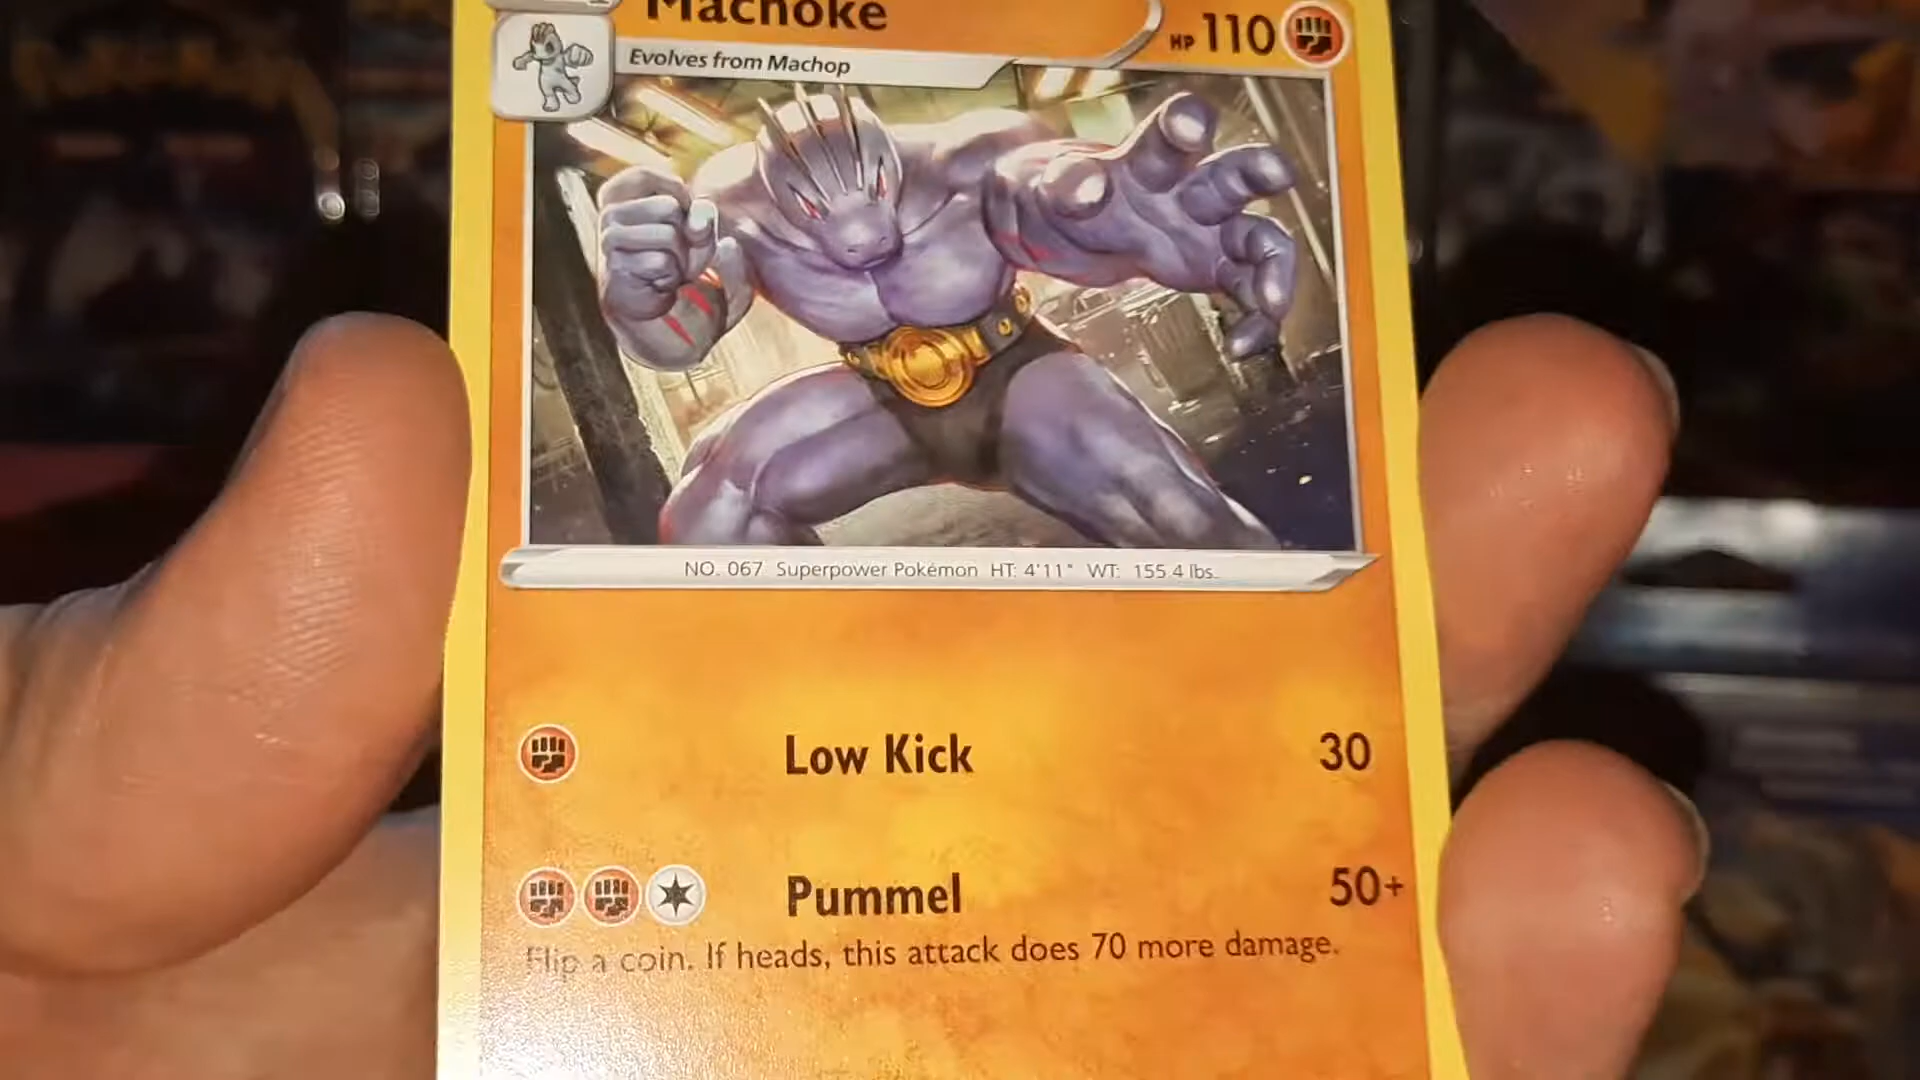 Machoke
HP 110
Evolves from Machop
NO. 067 Superpower Pokémon HT: 4'11" WT: 155.4 lbs.
Low Kick 30
Pummel 50+
Flip a coin. If heads, this attack does 70 more damage.